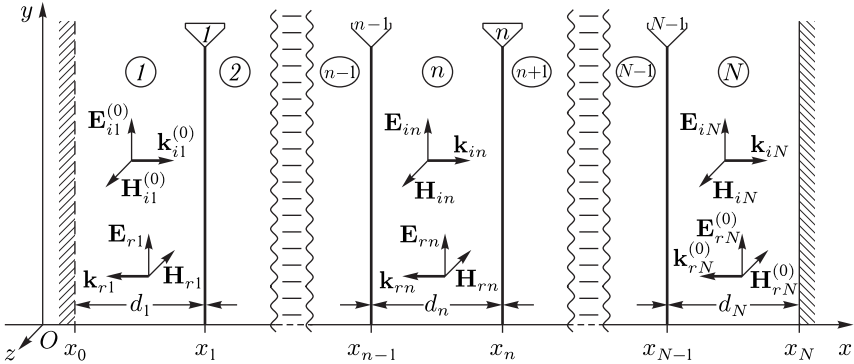 y
1 n−1 n N−1
1 2 n−1 n n+1 N−1 N
E_{i1}^{(0)} k_{i1}^{(0)} H_{i1}^{(0)} E_{in} k_{in} H_{in} E_{iN} k_{iN} H_{iN}
E_{r1} k_{r1} H_{r1} E_{rn} k_{rn} H_{rn} E_{rN}^{(0)} k_{rN}^{(0)} H_{rN}^{(0)}
d_1 d_n d_N
z O x_0 x_1 x_{n−1} x_n x_{N−1} x_N x